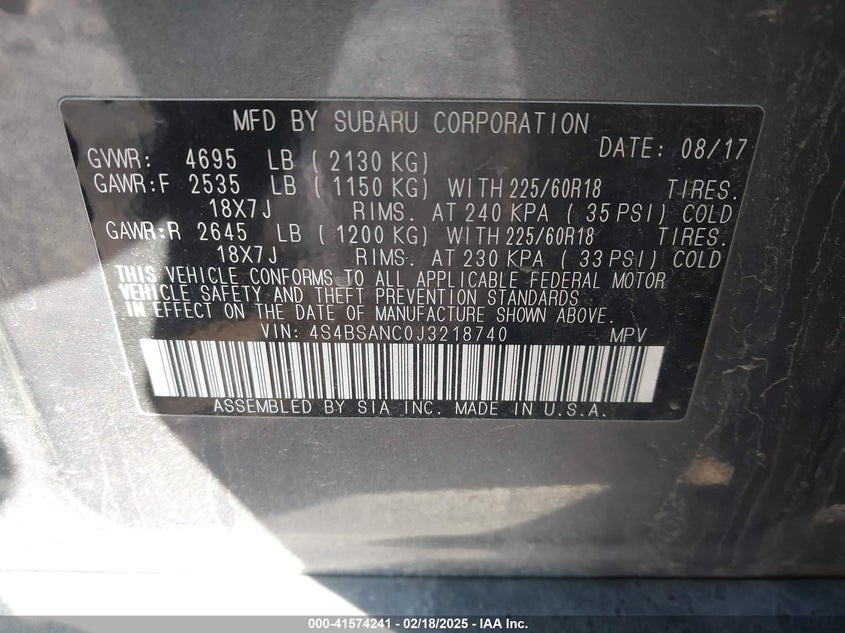 MFD BY SUBARU CORPORATION
DATE: 08/17
GVWR: 4695 LB ( 2130 KG)
GAWR:F 2535 LB ( 1150 KG) WITH 225/60R18 TIRES.
18X7J RIMS. AT 240 KPA ( 35 PSI) COLD
GAWR:R 2645 LB ( 1200 KG) WITH 225/60R18 TIRES.
18X7J RIMS. AT 230 KPA ( 33 PSI) COLD
THIS VEHICLE CONFORMS TO ALL APPLICABLE FEDERAL MOTOR
VEHICLE SAFETY AND THEFT PREVENTION STANDARDS
IN EFFECT ON THE DATE OF MANUFACTURE SHOWN ABOVE.
VIN: 4S4BSANC0J3218740 MPV
ASSEMBLED BY SIA INC. MADE IN U.S.A.
000-41574241 - 02/18/2025 - IAA Inc.